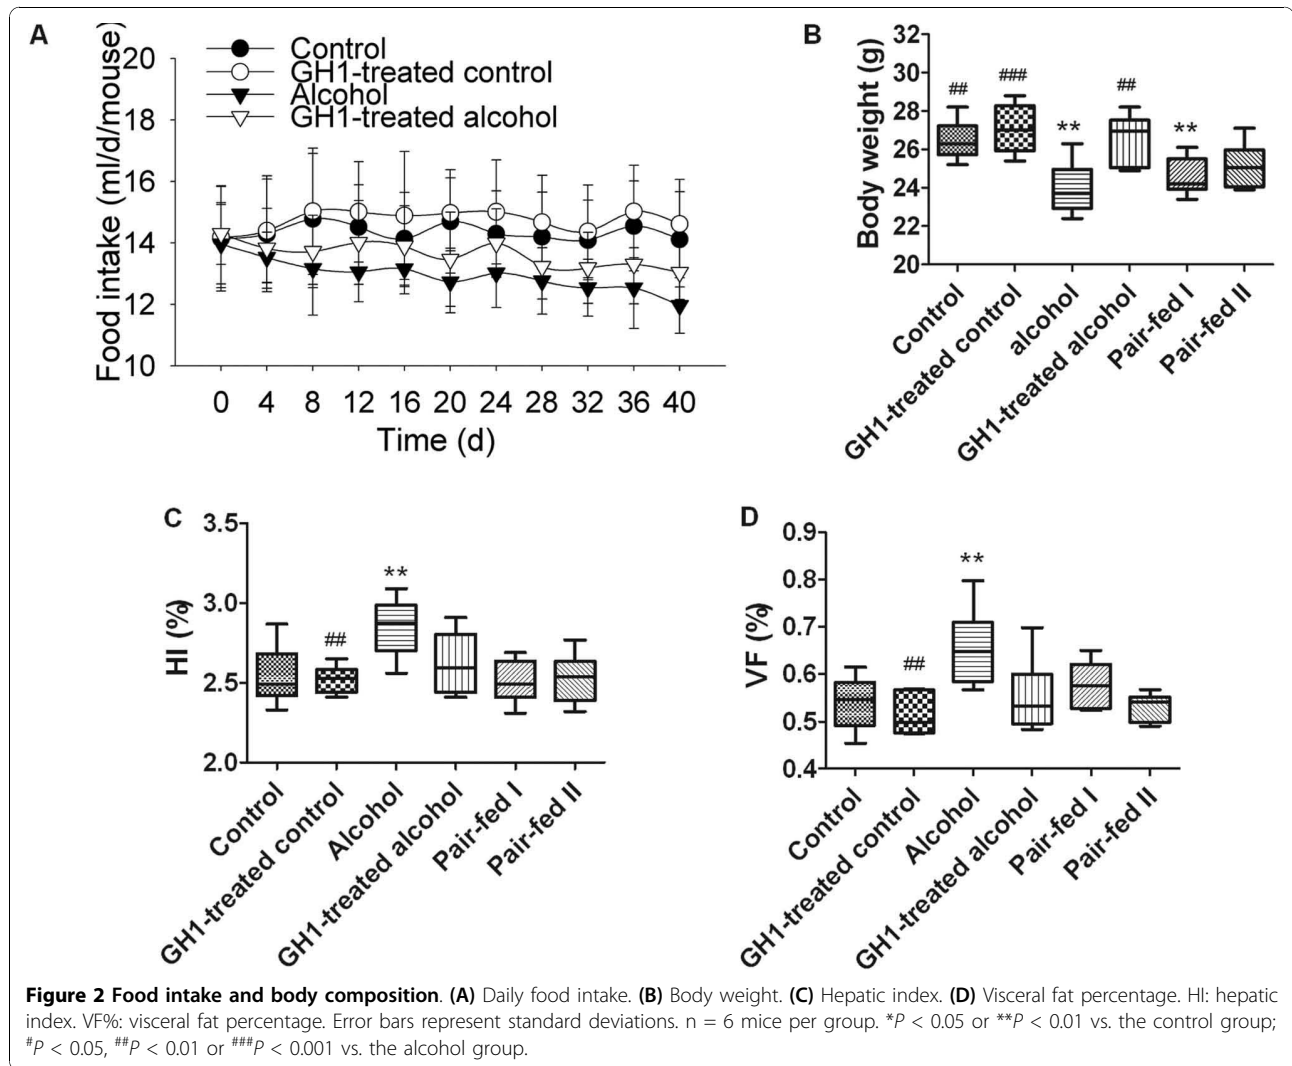 A
20
18
16
14
12
10
Food intake (ml/d/mouse)
Control
GH1-treated control
Alcohol
GH1-treated alcohol
0 4 8 12 16 20 24 28 32 36 40
Time (d)
B
32
30
28
26
24
22
20
Body weight (g)
##
###
**
##
**
Control
GH1-treated control
alcohol
GH1-treated alcohol
Pair-fed I
Pair-fed II
C
3.5
3.0
2.5
2.0
HI (%)
##
**
Control
GH1-treated control
Alcohol
GH1-treated alcohol
Pair-fed I
Pair-fed II
D
0.9
0.8
0.7
0.6
0.5
0.4
VF (%)
##
**
Control
GH1-treated control
Alcohol
GH1-treated alcohol
Pair-fed I
Pair-fed II
Figure 2 Food intake and body composition. (A) Daily food intake. (B) Body weight. (C) Hepatic index. (D) Visceral fat percentage. HI: hepatic
index. VF%: visceral fat percentage. Error bars represent standard deviations. n = 6 mice per group. *P < 0.05 or **P < 0.01 vs. the control group;
#P < 0.05, ##P < 0.01 or ###P < 0.001 vs. the alcohol group.